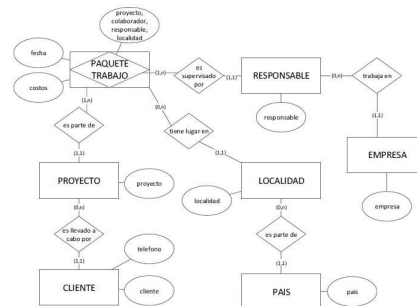 proyecto,
colaborador,
responsable,
localidad
fecha
costos
PAQUETE
TRABAJO
(1,n)
es
supervisado
por
(1,1)
RESPONSABLE
(0,n)
trabaja en
(1,n)
(0,n)
responsable
es parte de
tiene lugar en
(1,1)
(1,1)
(1,1)
EMPRESA
PROYECTO
proyecto
localidad
LOCALIDAD
empresa
(0,n)
(0,n)
es llevado a
cabo por
telefono
es parte de
(1,1)
(1,1)
CLIENTE
cliente
PAIS
pais